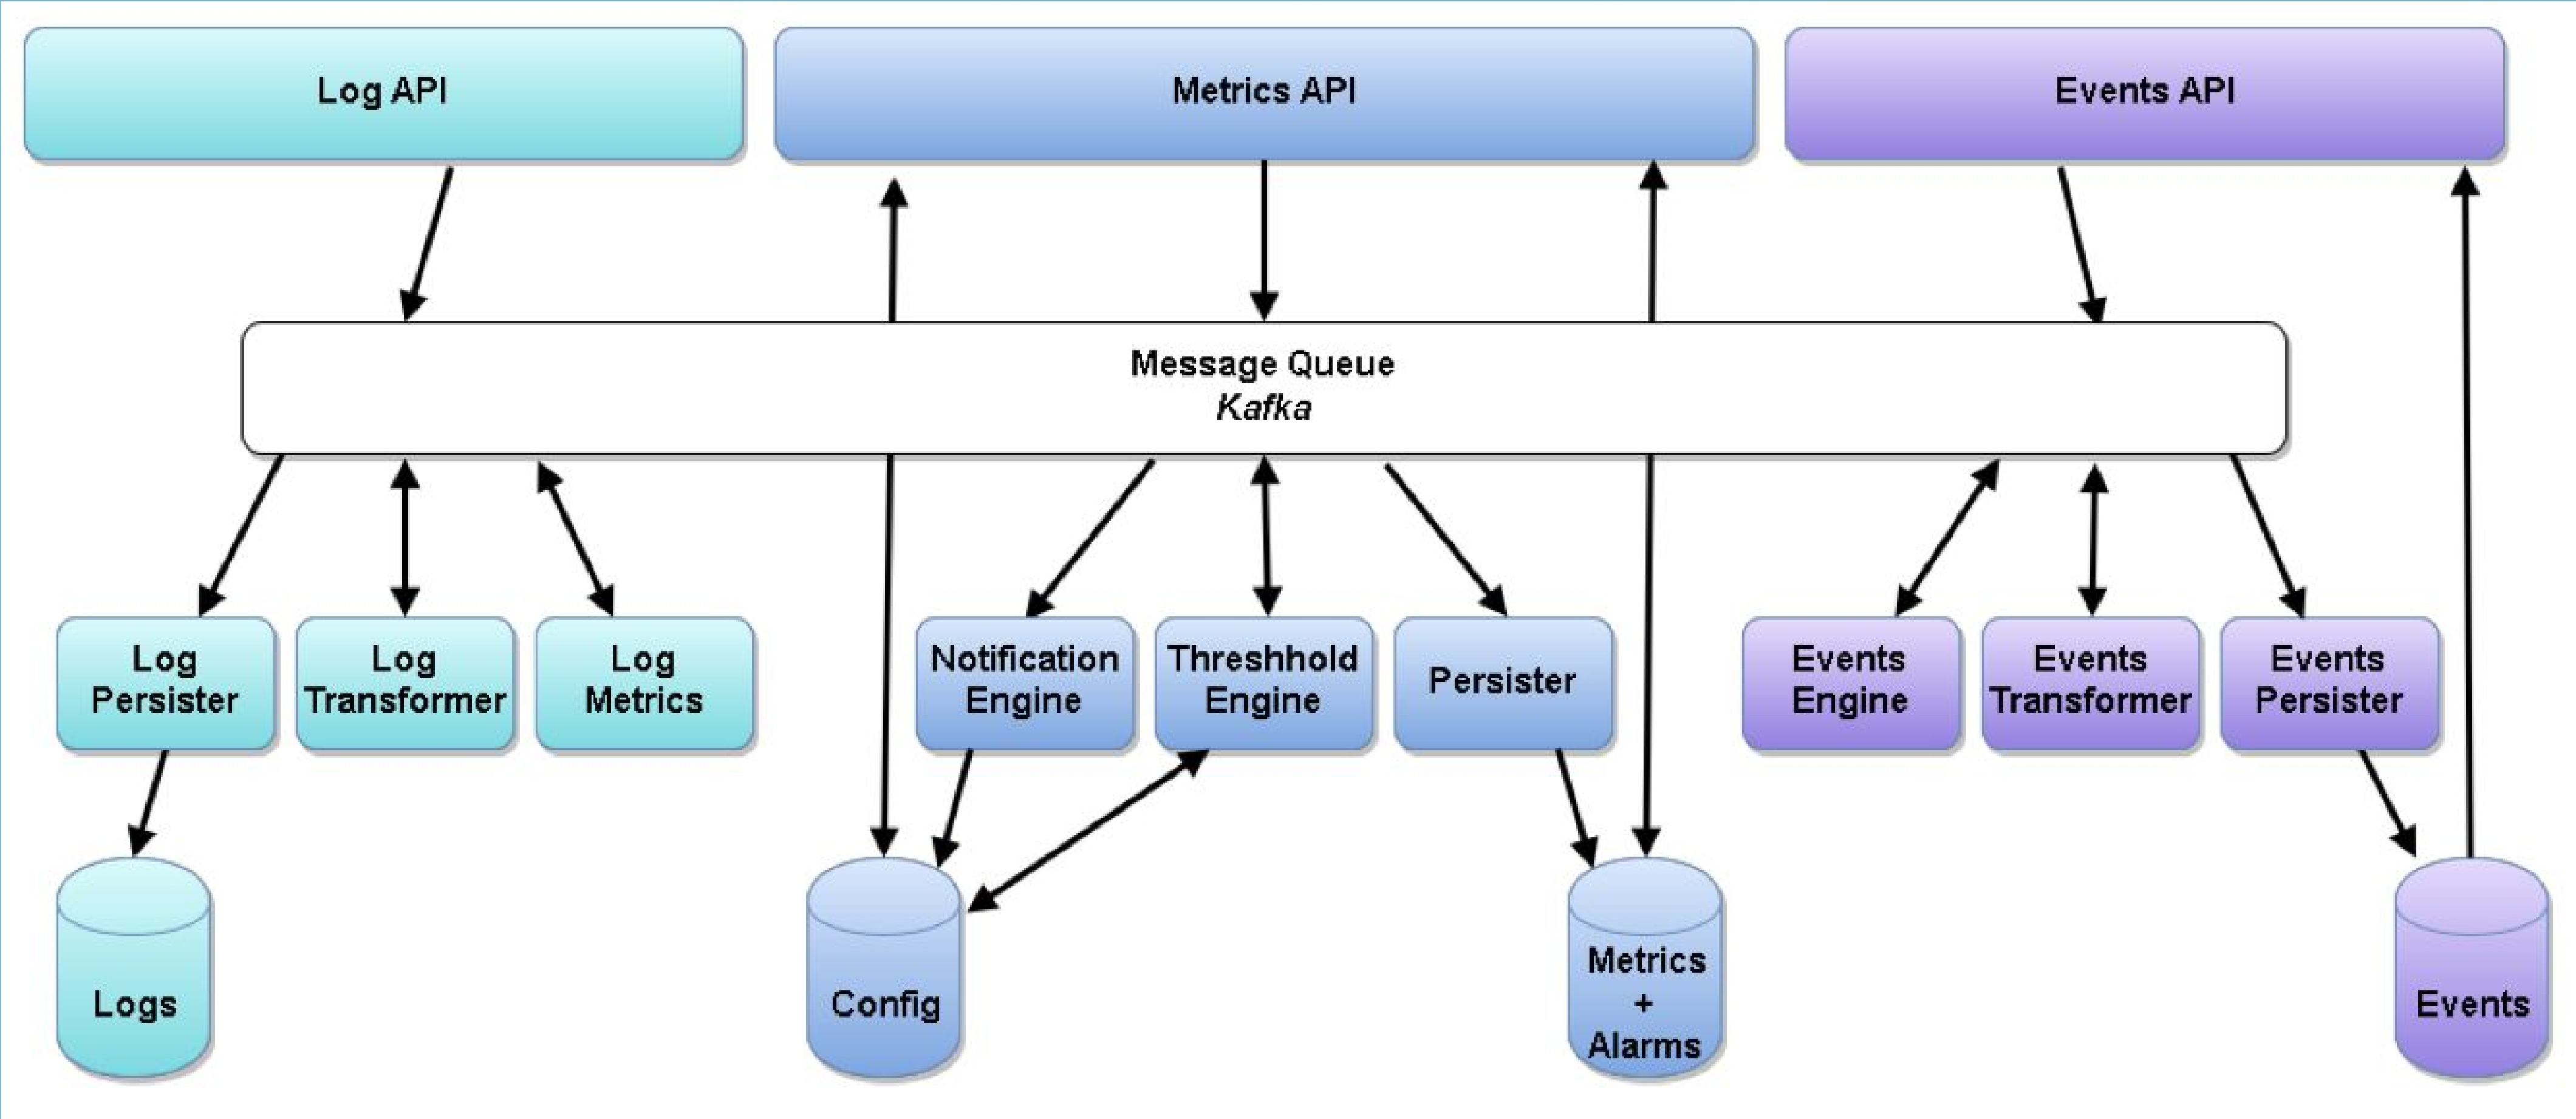 Log API
Metrics API
Events API
Message Queue
Kafka
Log
Persister
Log
Transformer
Log
Metrics
Notification
Engine
Threshhold
Engine
Persister
Events
Engine
Events
Transformer
Events
Persister
Logs
Config
Metrics
+
Alarms
Events